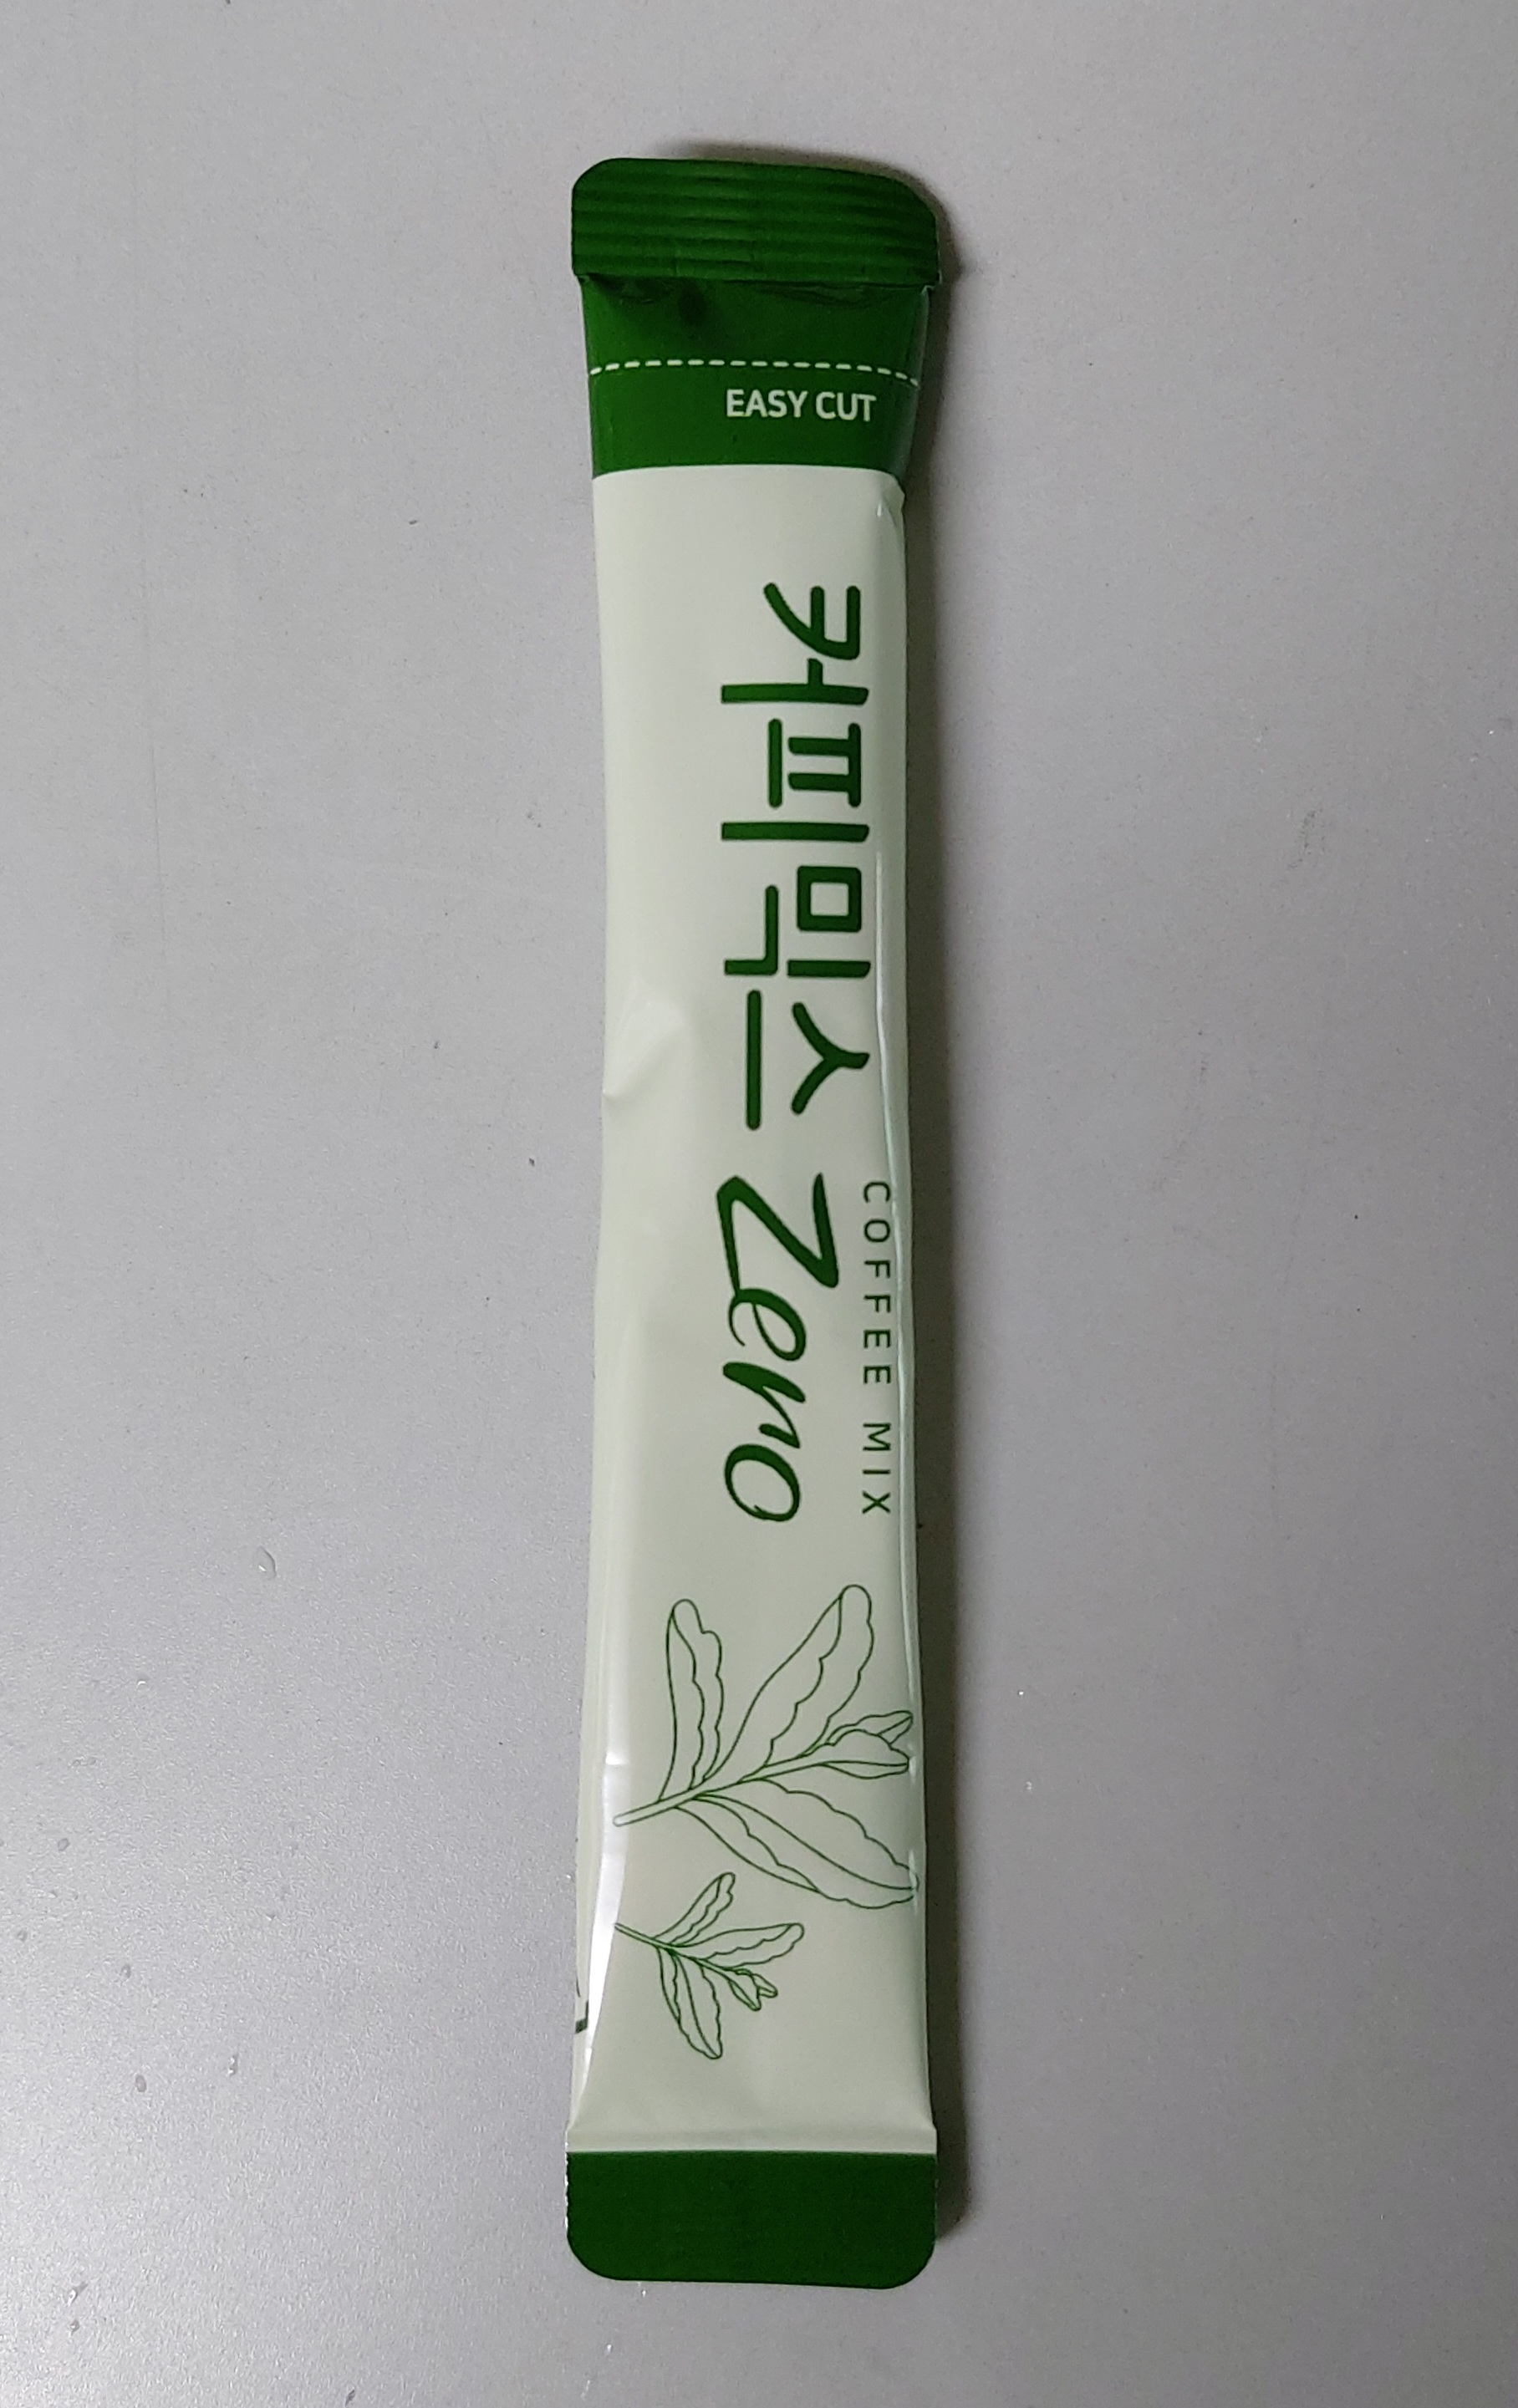 EASY CUT
커피믹스 Zero
COFFEE MIX